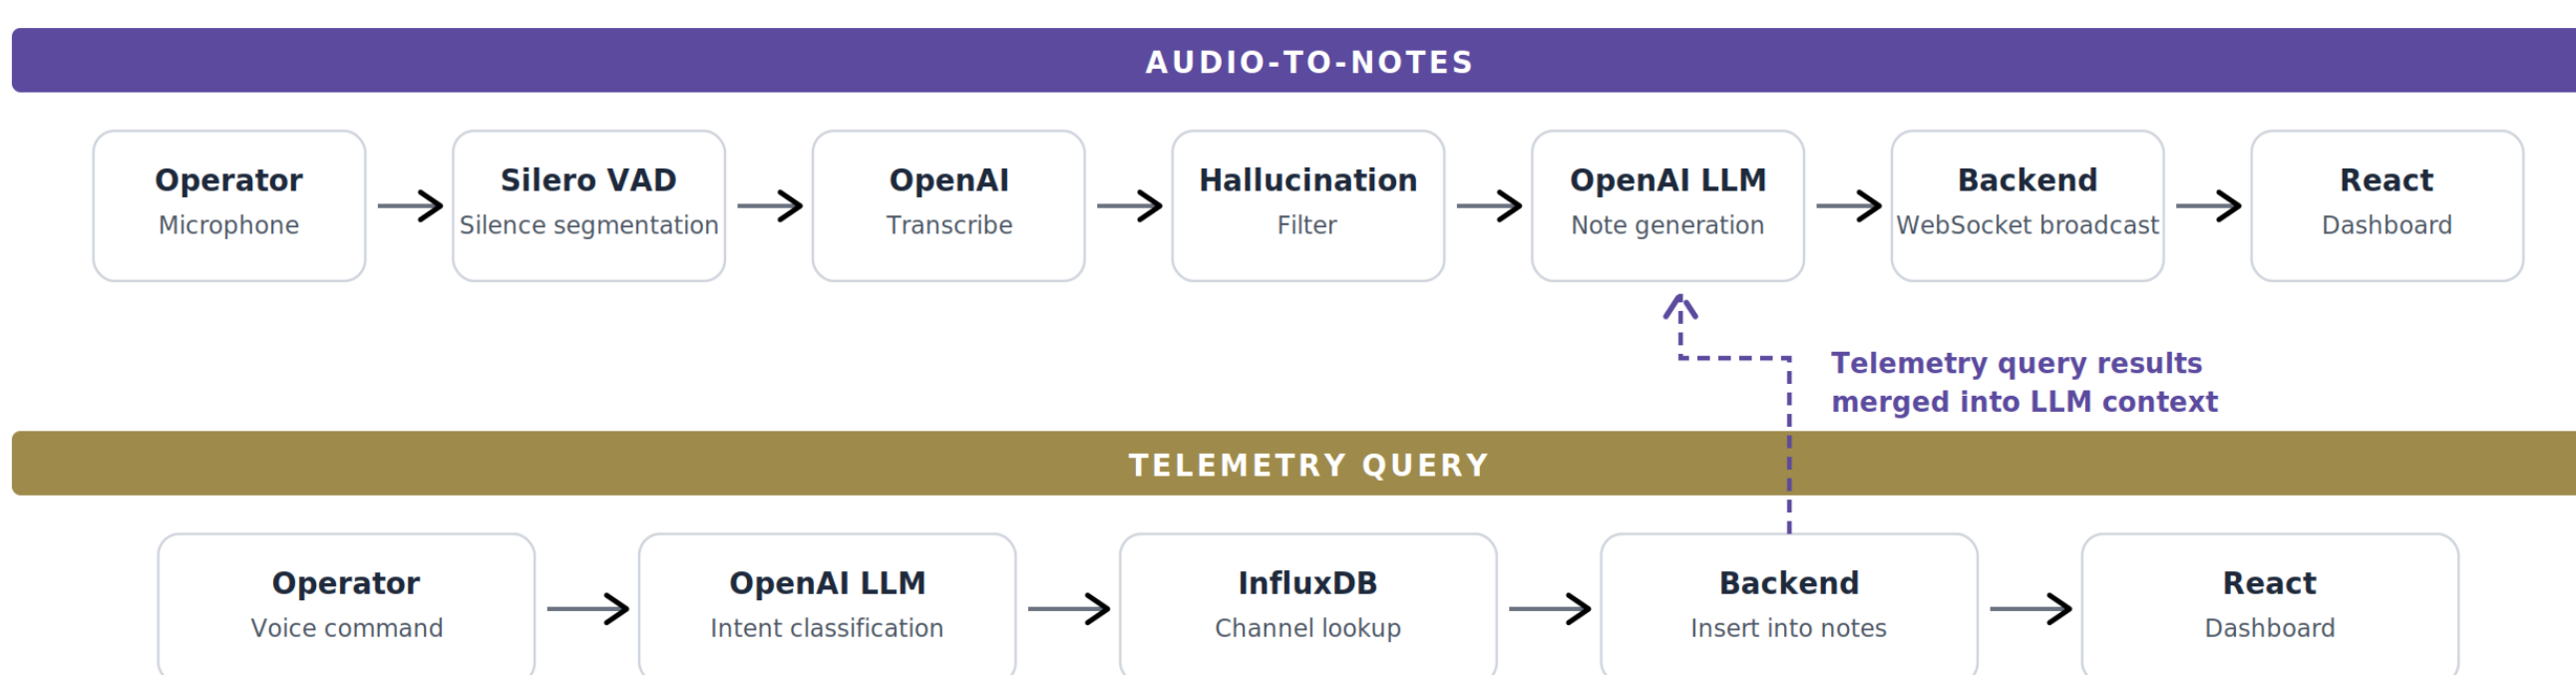 AUDIO-TO-NOTES
Operator
Microphone
Silero VAD
Silence segmentation
OpenAI
Transcribe
Hallucination
Filter
OpenAI LLM
Note generation
Backend
WebSocket broadcast
React
Dashboard
Telemetry query results
merged into LLM context
TELEMETRY QUERY
Operator
Voice command
OpenAI LLM
Intent classification
InfluxDB
Channel lookup
Backend
Insert into notes
React
Dashboard